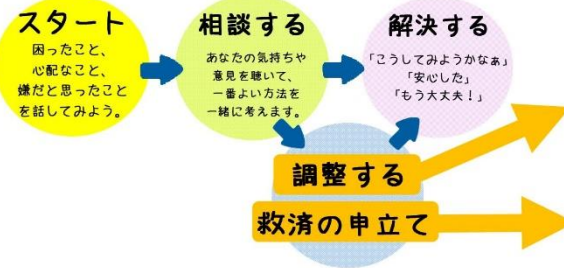 スタート
困ったこと、
心配なこと、
嫌だと思ったこと
を話してみよう。
相談する
あなたの気持ちや
意見を聴いて、
一番よい方法を
一緒に考えます。
解決する
「こうしてみようかなぁ」
「安心した」
「もう大丈夫！」
調整する
救済の申立て